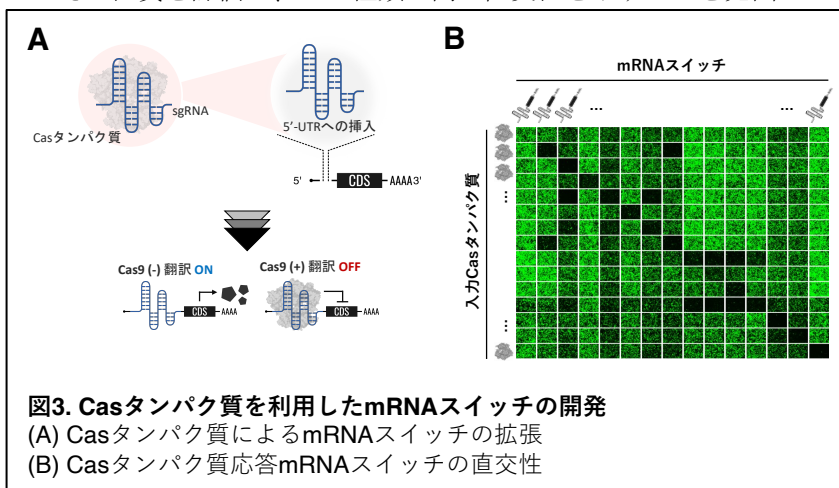 A
sgRNA
Casタンパク質
5′-UTRへの挿入
5′
CDS
AAAA3′
Cas9 (-) 翻訳 ON
CDS
AAAA
Cas9 (+) 翻訳 OFF
CDS
AAAA
B
mRNAスイッチ
...
入力Casタンパク質
...
...
図3. Casタンパク質を利用したmRNAスイッチの開発
(A) Casタンパク質によるmRNAスイッチの拡張
(B) Casタンパク質応答mRNAスイッチの直交性